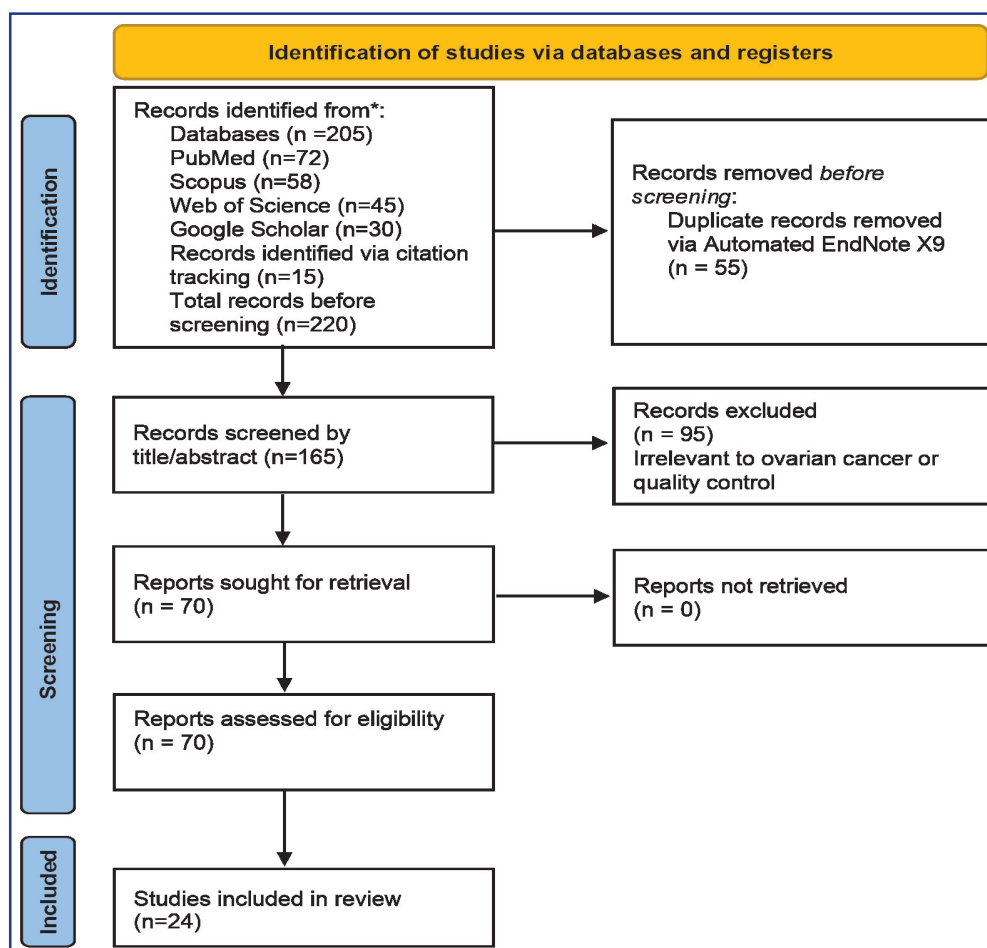 Identification of studies via databases and registers
Identification
Records identified from*:
Databases (n =205)
PubMed (n=72)
Scopus (n=58)
Web of Science (n=45)
Google Scholar (n=30)
Records identified via citation
tracking (n=15)
Total records before
screening (n=220)
Records removed before
screening:
Duplicate records removed
via Automated EndNote X9
(n = 55)
Screening
Records screened by
title/abstract (n=165)
Records excluded
(n = 95)
Irrelevant to ovarian cancer or
quality control
Reports sought for retrieval
(n = 70)
Reports not retrieved
(n = 0)
Reports assessed for eligibility
(n = 70)
Included
Studies included in review
(n=24)